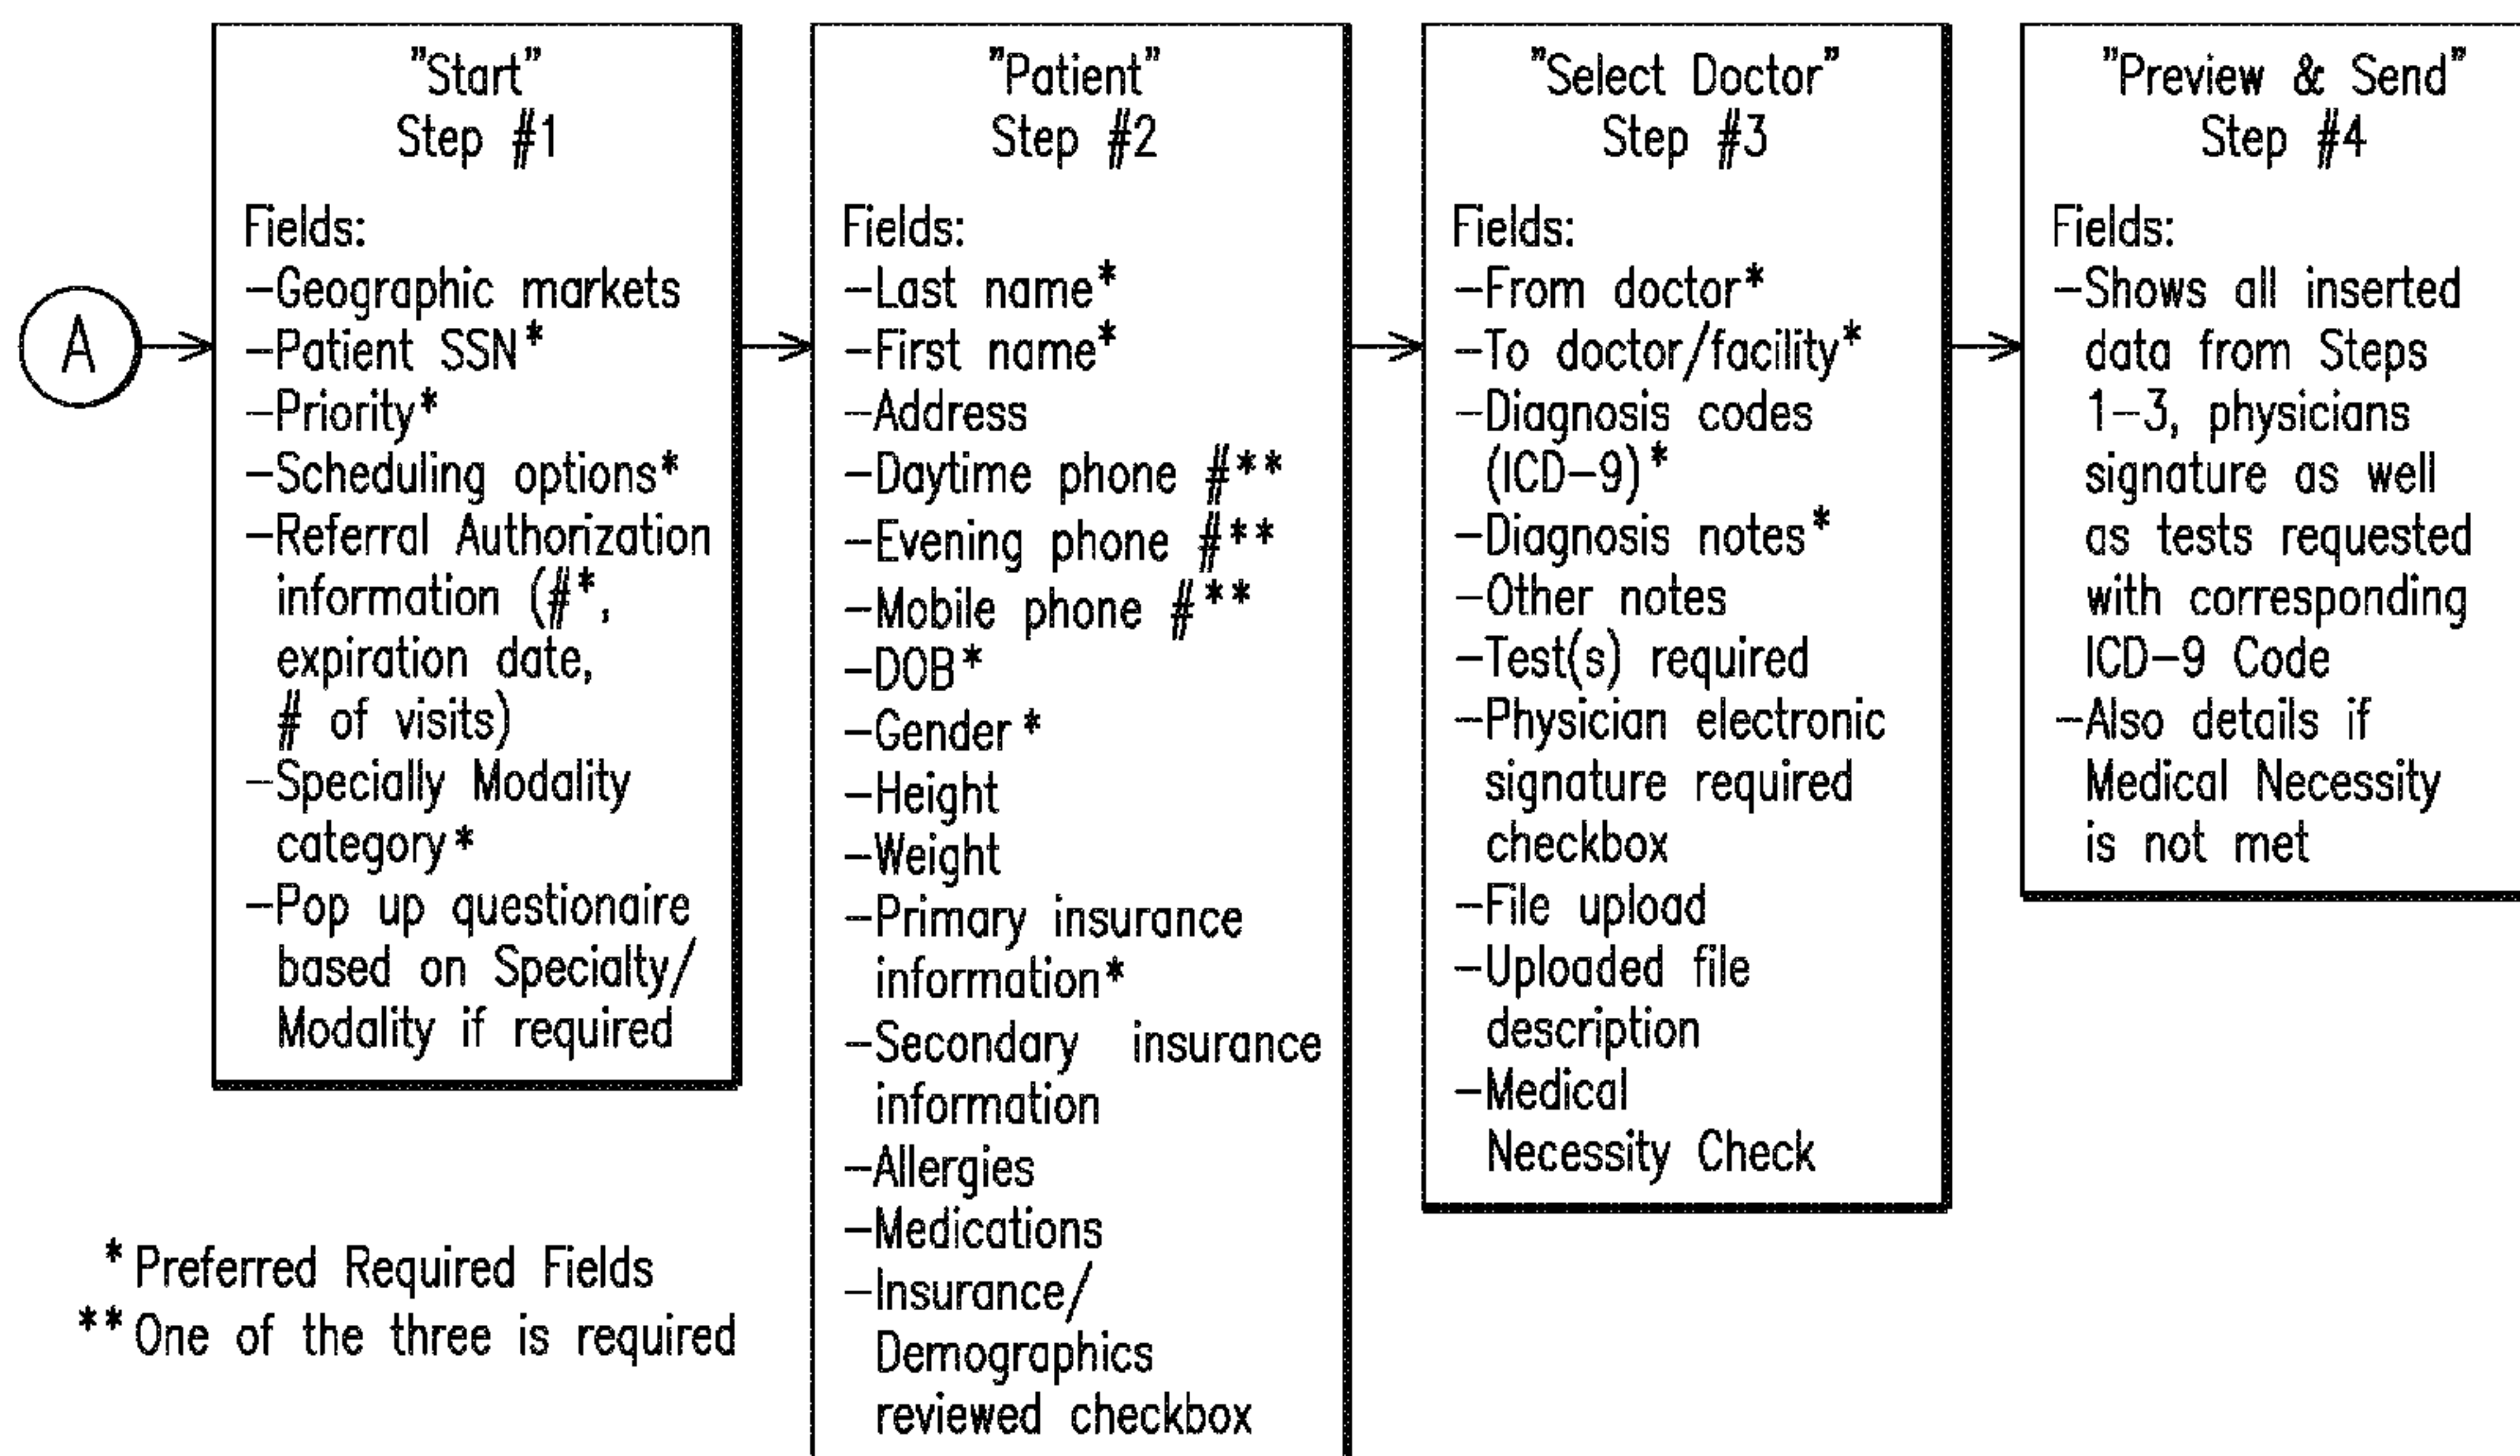 A
"Start"
Step #1
Fields:
-Geographic markets
-Patient SSN*
-Priority*
-Scheduling options*
-Referral Authorization
information (#*,
expiration date,
# of visits)
-Specially Modality
category*
-Pop up questionaire
based on Specialty/
Modality if required
"Patient"
Step #2
Fields:
-Last name*
-First name*
-Address
-Daytime phone #**
-Evening phone #**
-Mobile phone #**
-DOB*
-Gender*
-Height
-Weight
-Primary insurance
information*
-Secondary insurance
information
-Allergies
-Medications
-Insurance/
Demographics
reviewed checkbox
"Select Doctor"
Step #3
Fields:
-From doctor*
-To doctor/facility*
-Diagnosis codes
(ICD-9)*
-Diagnosis notes*
-Other notes
-Test(s) required
-Physician electronic
signature required
checkbox
-File upload
-Uploaded file
description
-Medical
Necessity Check
"Preview & Send"
Step #4
Fields:
-Shows all inserted
data from Steps
1-3, physicians
signature as well
as tests requested
with corresponding
ICD-9 Code
-Also details if
Medical Necessity
is not met
* Preferred Required Fields
** One of the three is required